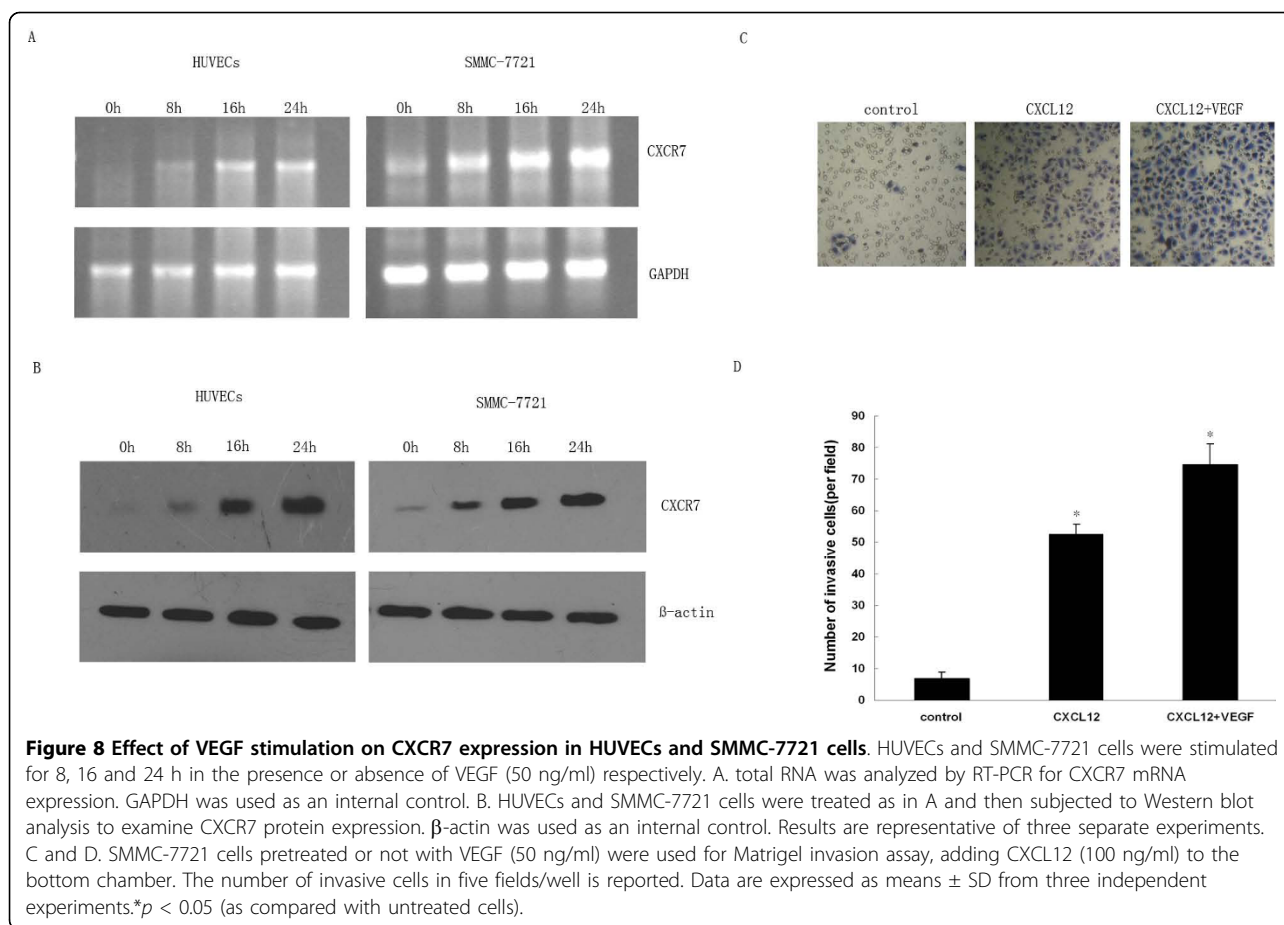 A
HUVECs
SMMC-7721
0h 8h 16h 24h
0h 8h 16h 24h
CXCR7
GAPDH
B
HUVECs
SMMC-7721
0h 8h 16h 24h
0h 8h 16h 24h
CXCR7
ß-actin
C
control CXCL12 CXCL12+VEGF
D
Number of invasive cells(per field)
90
80
70
60
50
40
30
20
10
0
*
*
control CXCL12 CXCL12+VEGF
Figure 8 Effect of VEGF stimulation on CXCR7 expression in HUVECs and SMMC-7721 cells. HUVECs and SMMC-7721 cells were stimulated
for 8, 16 and 24 h in the presence or absence of VEGF (50 ng/ml) respectively. A. total RNA was analyzed by RT-PCR for CXCR7 mRNA
expression. GAPDH was used as an internal control. B. HUVECs and SMMC-7721 cells were treated as in A and then subjected to Western blot
analysis to examine CXCR7 protein expression. β-actin was used as an internal control. Results are representative of three separate experiments.
C and D. SMMC-7721 cells pretreated or not with VEGF (50 ng/ml) were used for Matrigel invasion assay, adding CXCL12 (100 ng/ml) to the
bottom chamber. The number of invasive cells in five fields/well is reported. Data are expressed as means ± SD from three independent
experiments.*p < 0.05 (as compared with untreated cells).